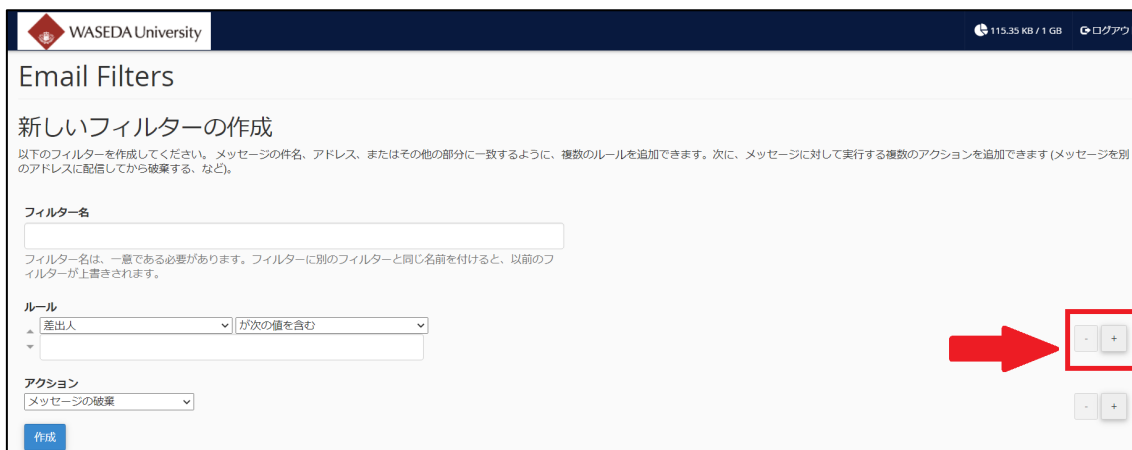 WASEDA University
115.35 KB / 1 GB ログアウ
Email Filters
新しいフィルターの作成
以下のフィルターを作成してください。 メッセージの件名、アドレス、またはその他の部分に一致するように、複数のルールを追加できます。次に、メッセージに対して実行する複数のアクションを追加できます (メッセージを別
のアドレスに配信してから破棄する、など)。
フィルター名
フィルター名は、一意である必要があります。フィルターに別のフィルターと同じ名前を付けると、以前のフ
ィルターが上書きされます。
ルール
差出人 が次の値を含む
- +
アクション
メッセージの破棄
- +
作成